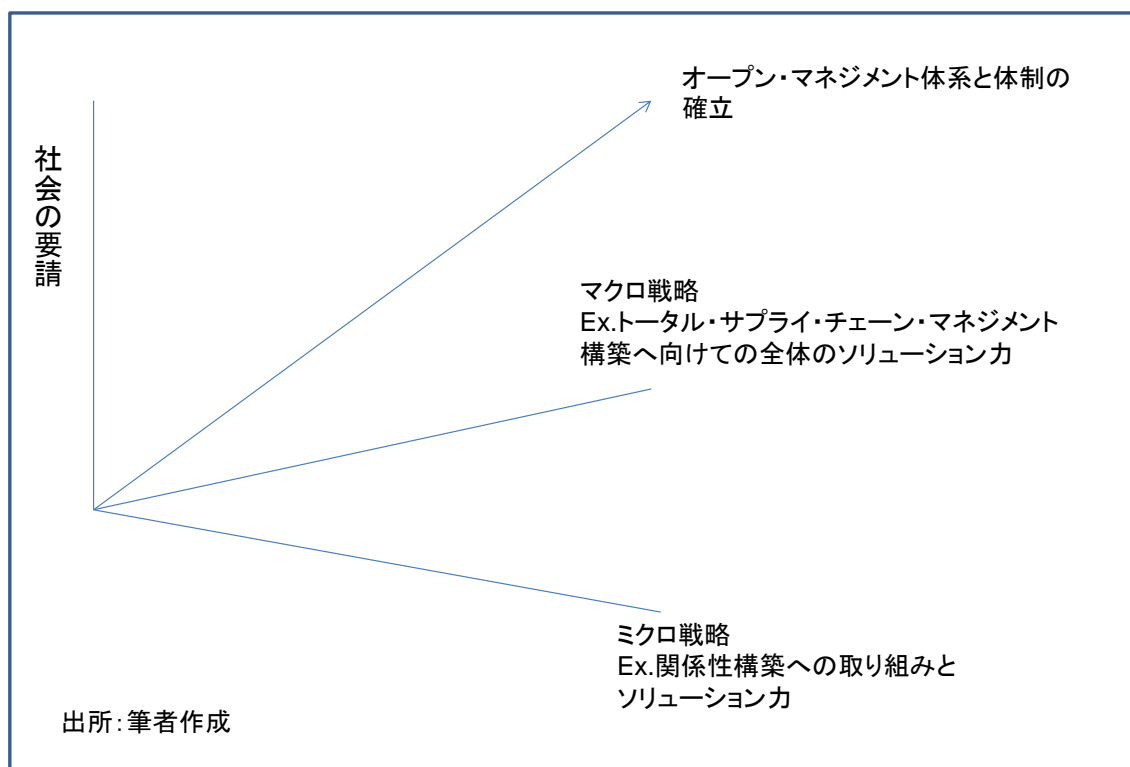 オープン・マネジメント体系と体制の
確立
社会の要請
マクロ戦略
Ex.トータル・サプライ・チェーン・マネジメント
構築へ向けての全体のソリューション力
ミクロ戦略
Ex.関係性構築への取り組みと
ソリューション力
出所：筆者作成